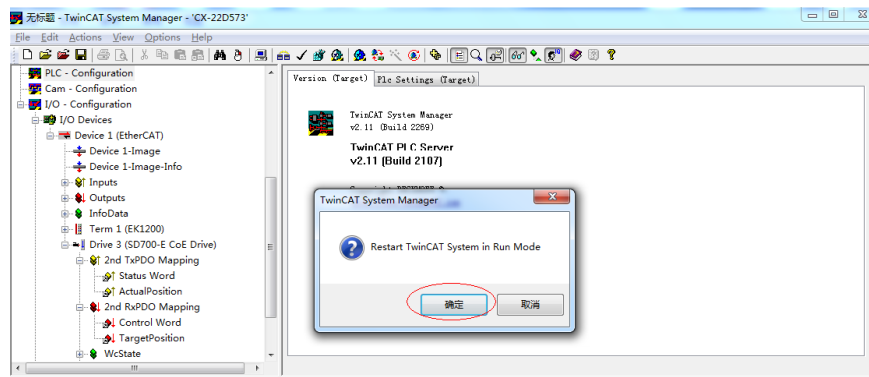 无标题 - TwinCAT System Manager - 'CX-22D573'
File Edit Actions View Options Help
PLC - Configuration
Cam - Configuration
I/O - Configuration
I/O Devices
Device 1 (EtherCAT)
Device 1-Image
Device 1-Image-Info
Inputs
Outputs
InfoData
Term 1 (EK1200)
Drive 3 (SD700-E CoE Drive)
2nd TxPDO Mapping
Status Word
ActualPosition
2nd RxPDO Mapping
Control Word
TargetPosition
WcState
Version (Target) Plc Settings (Target)
TwinCAT System Manager
v2.11 (Build 2269)
TwinCAT PLC Server
v2.11 (Build 2107)
TwinCAT System Manager
Restart TwinCAT System in Run Mode
确定 取消